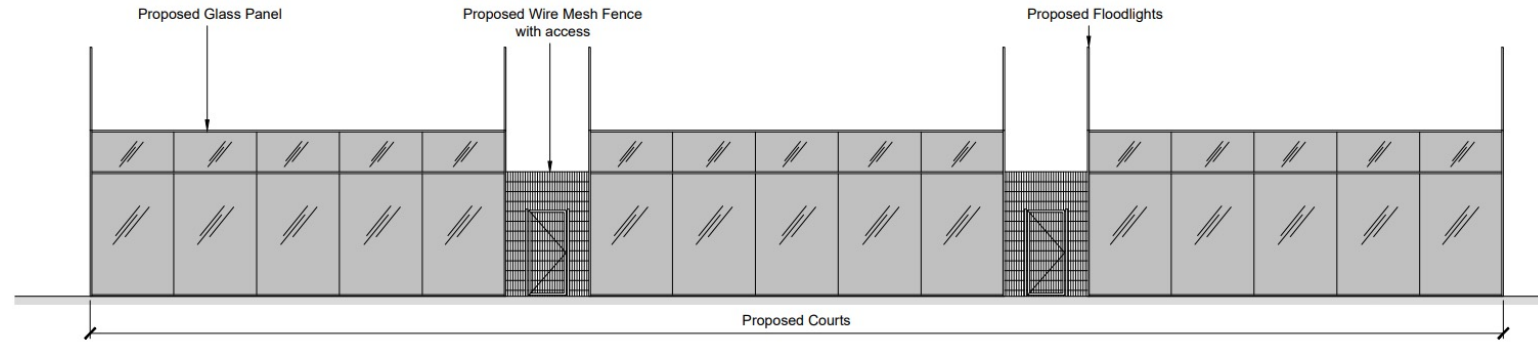 Proposed Glass Panel
Proposed Wire Mesh Fence
with access
Proposed Floodlights
Proposed Courts